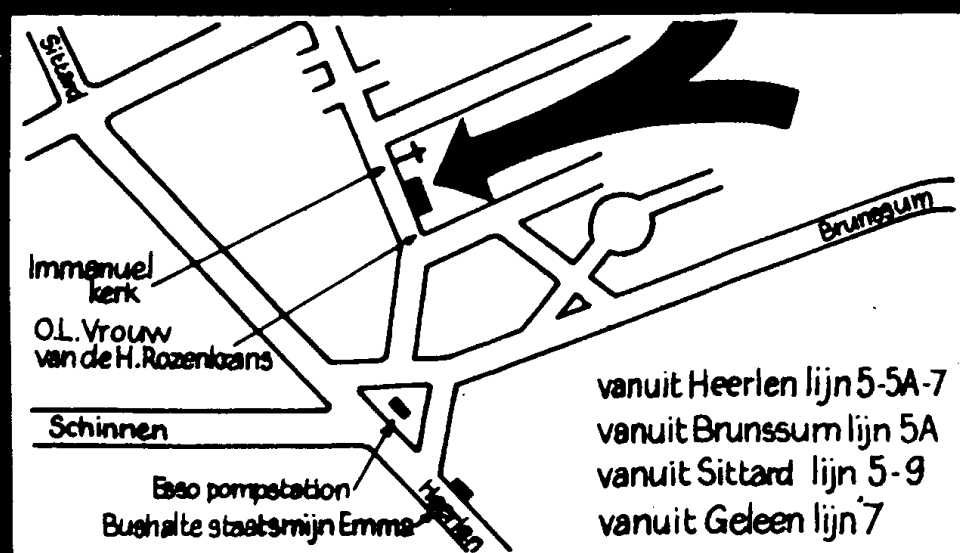 Sittard
Brunssum
Immanuel
kerk
O.L. Vrouw
van de H. Rozenkrans
Schinnen
Esso pompstation
Bushalte staatsmijn Emma
Heerlen
vanuit Heerlen lijn 5-5A-7
vanuit Brunssum lijn 5A
vanuit Sittard lijn 5-9
vanuit Geleen lijn 7